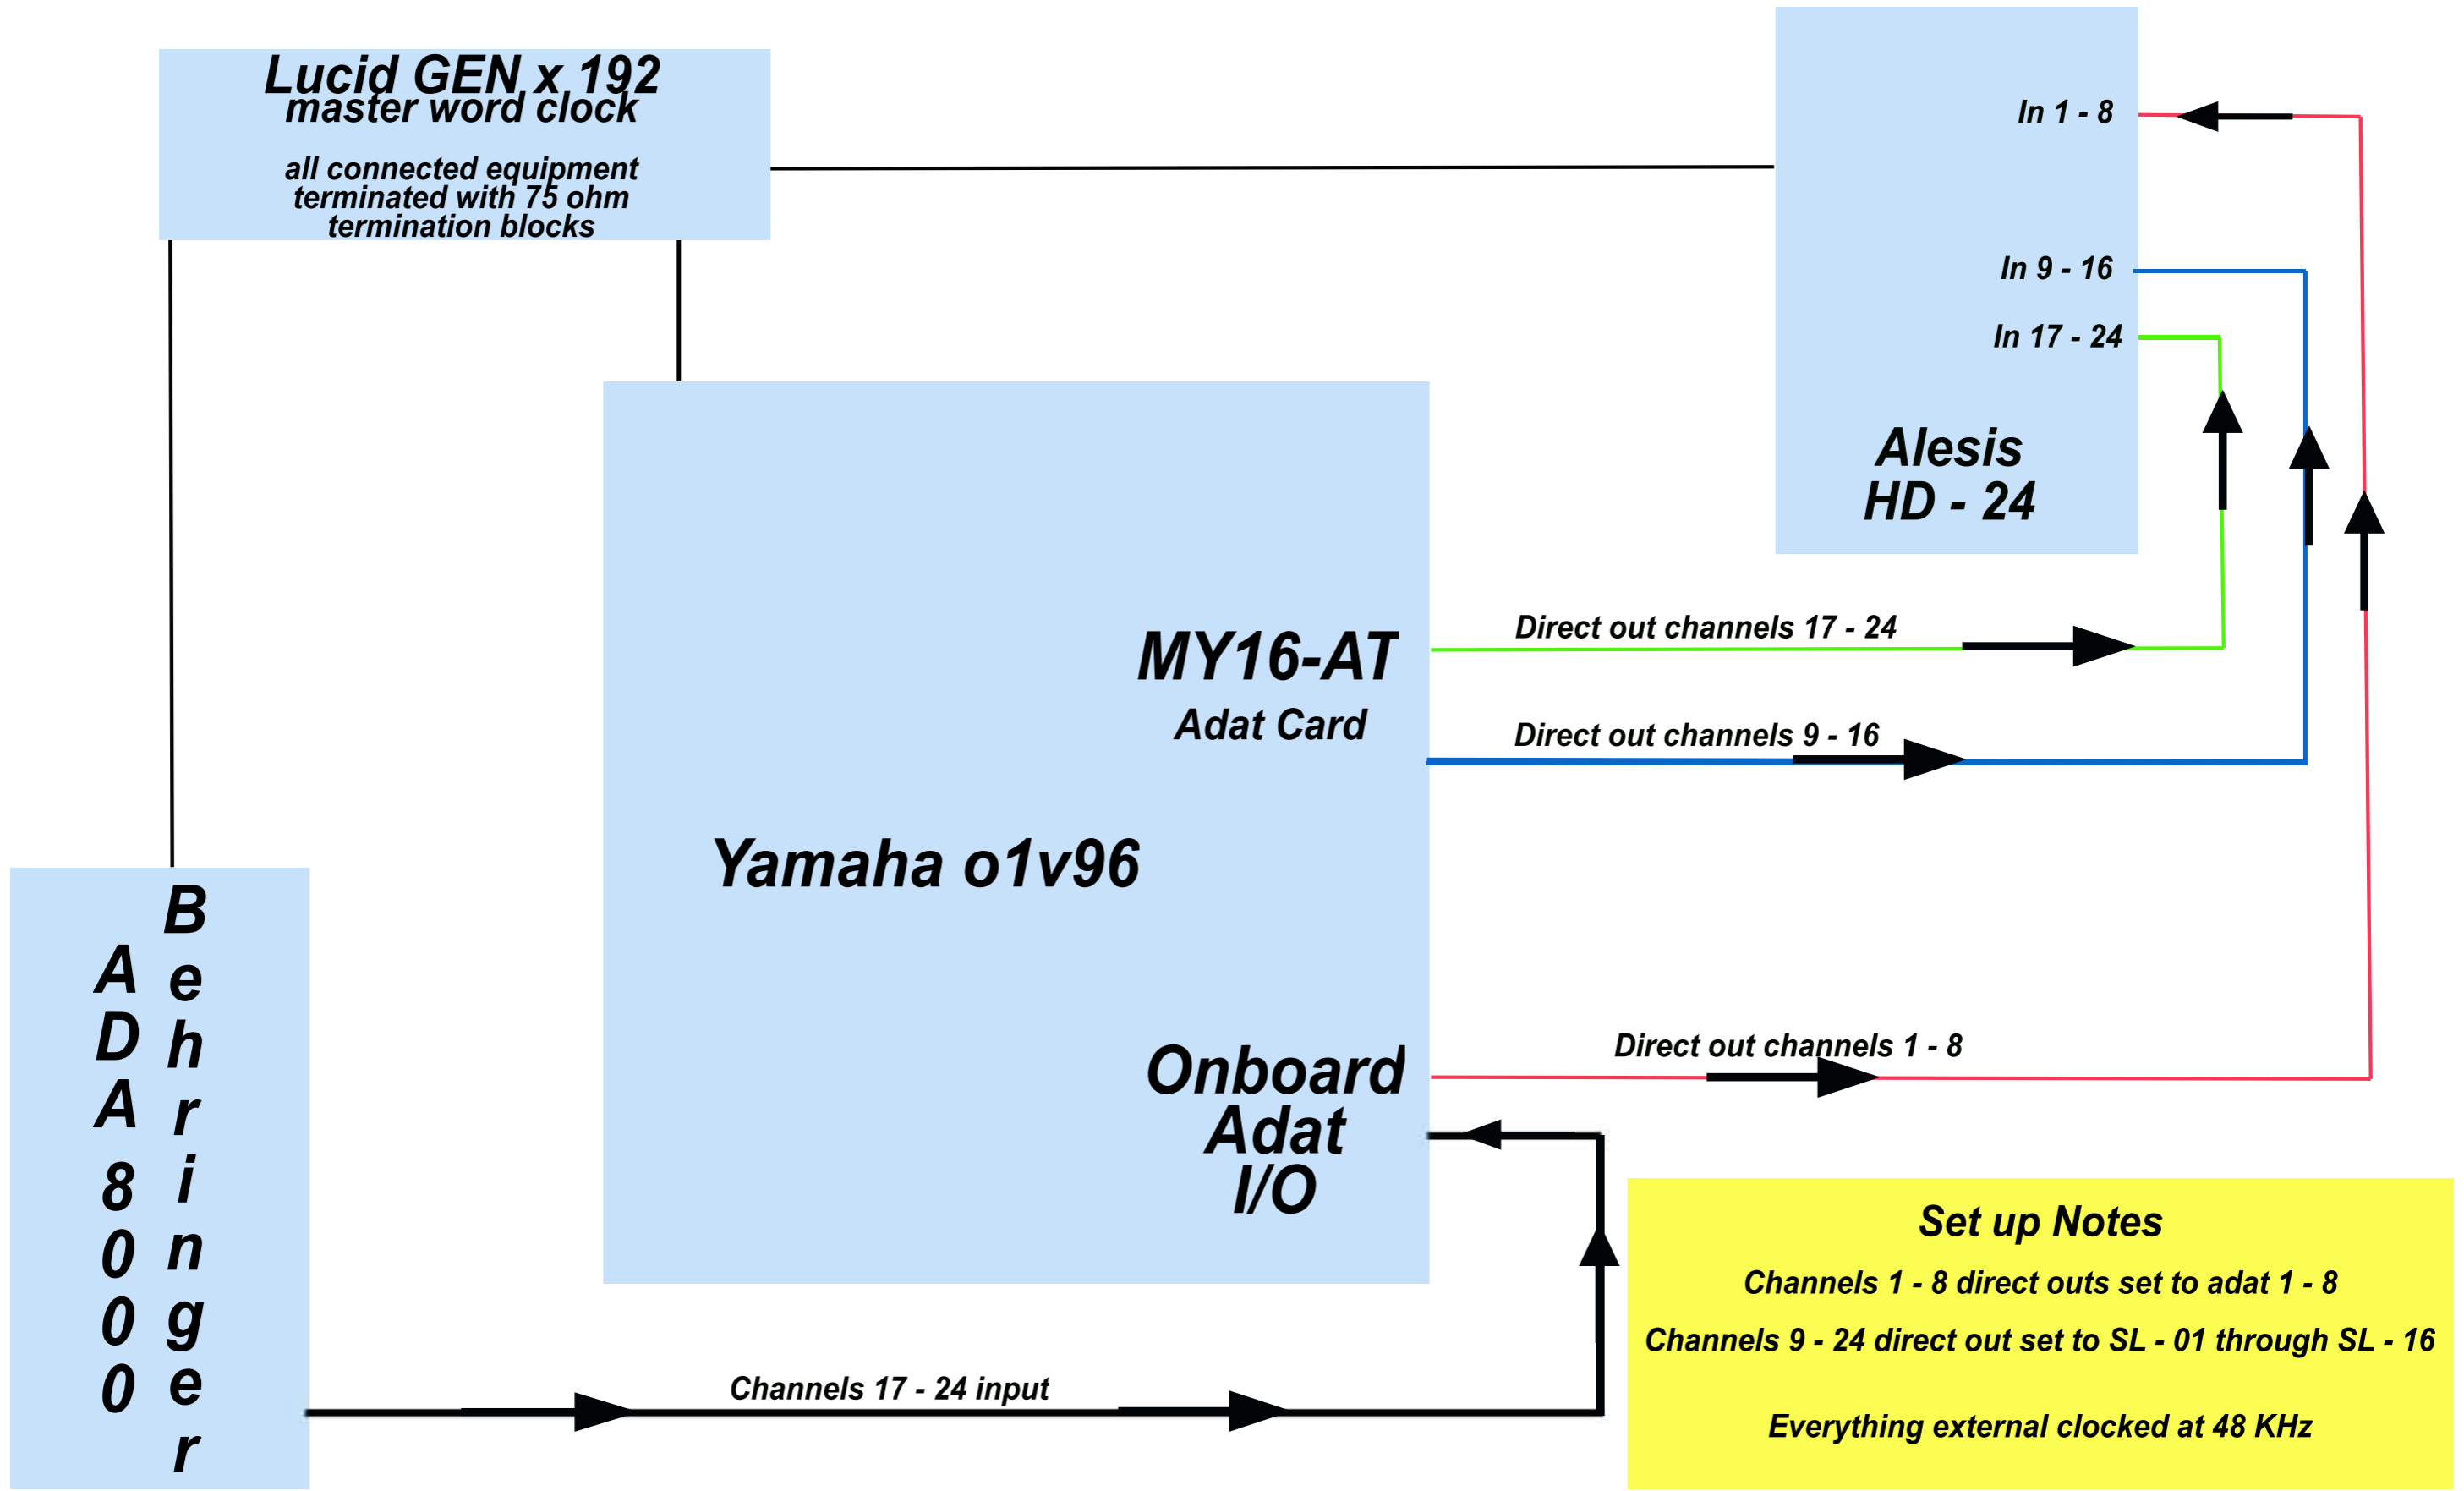 Lucid GEN x 192
master word clock
all connected equipment
terminated with 75 ohm
termination blocks
In 1 - 8
In 9 - 16
In 17 - 24
Alesis
HD - 24
MY16-AT
Adat Card
Direct out channels 17 - 24
Direct out channels 9 - 16
Yamaha o1v96
Behringer
ADA8000
Onboard
Adat
I/O
Direct out channels 1 - 8
Channels 17 - 24 input
Set up Notes
Channels 1 - 8 direct outs set to adat 1 - 8
Channels 9 - 24 direct out set to SL - 01 through SL - 16
Everything external clocked at 48 KHz